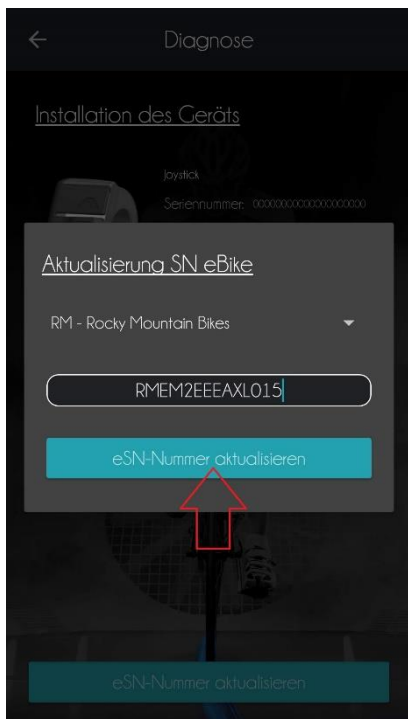 Diagnose
Installation des Geräts
Joystick
Seriennummer: 00000000000000000000
Aktualisierung SN eBike
RM - Rocky Mountain Bikes
RMEM2EEEAXL015
eSN-Nummer aktualisieren
eSN-Nummer aktualisieren